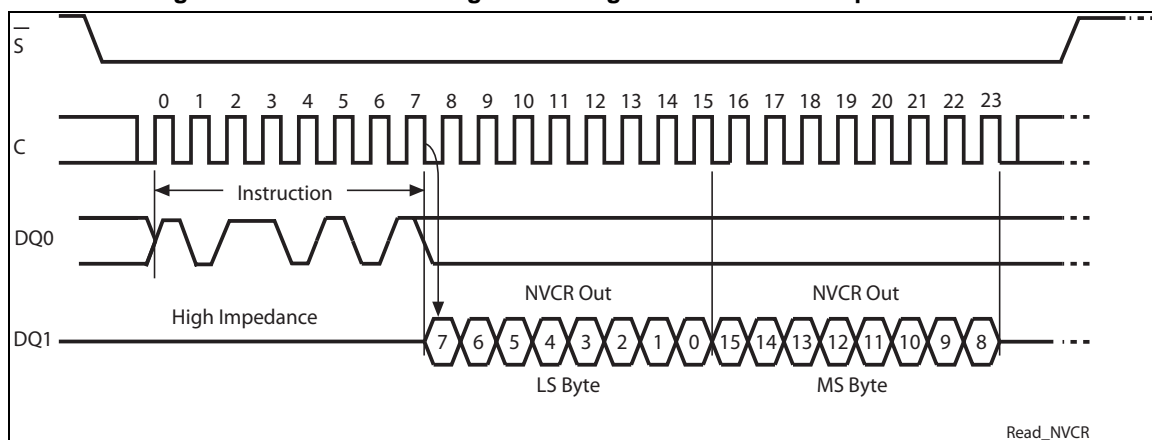 S
0 1 2 3 4 5 6 7 8 9 10 11 12 13 14 15 16 17 18 19 20 21 22 23
C
Instruction
DQ0
NVCR Out NVCR Out
High Impedance
DQ1
7 6 5 4 3 2 1 0 15 14 13 12 11 10 9 8
LS Byte MS Byte
Read_NVCR